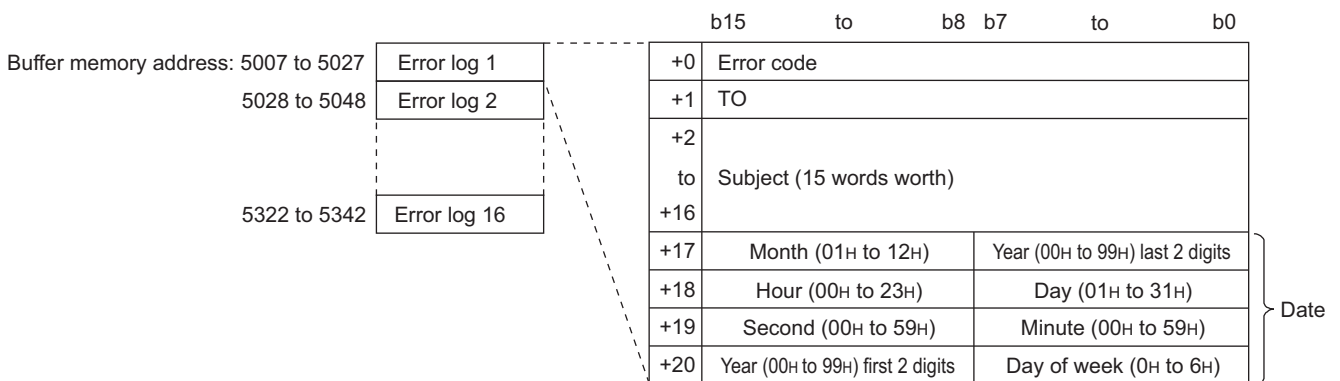 b15 to b8 b7 to b0
Buffer memory address: 5007 to 5027 Error log 1
5028 to 5048 Error log 2
5322 to 5342 Error log 16
+0 Error code
+1 TO
+2
to Subject (15 words worth)
+16
+17 Month (01H to 12H) Year (00H to 99H) last 2 digits
+18 Hour (00H to 23H) Day (01H to 31H)
+19 Second (00H to 59H) Minute (00H to 59H)
+20 Year (00H to 99H) first 2 digits Day of week (0H to 6H)
Date